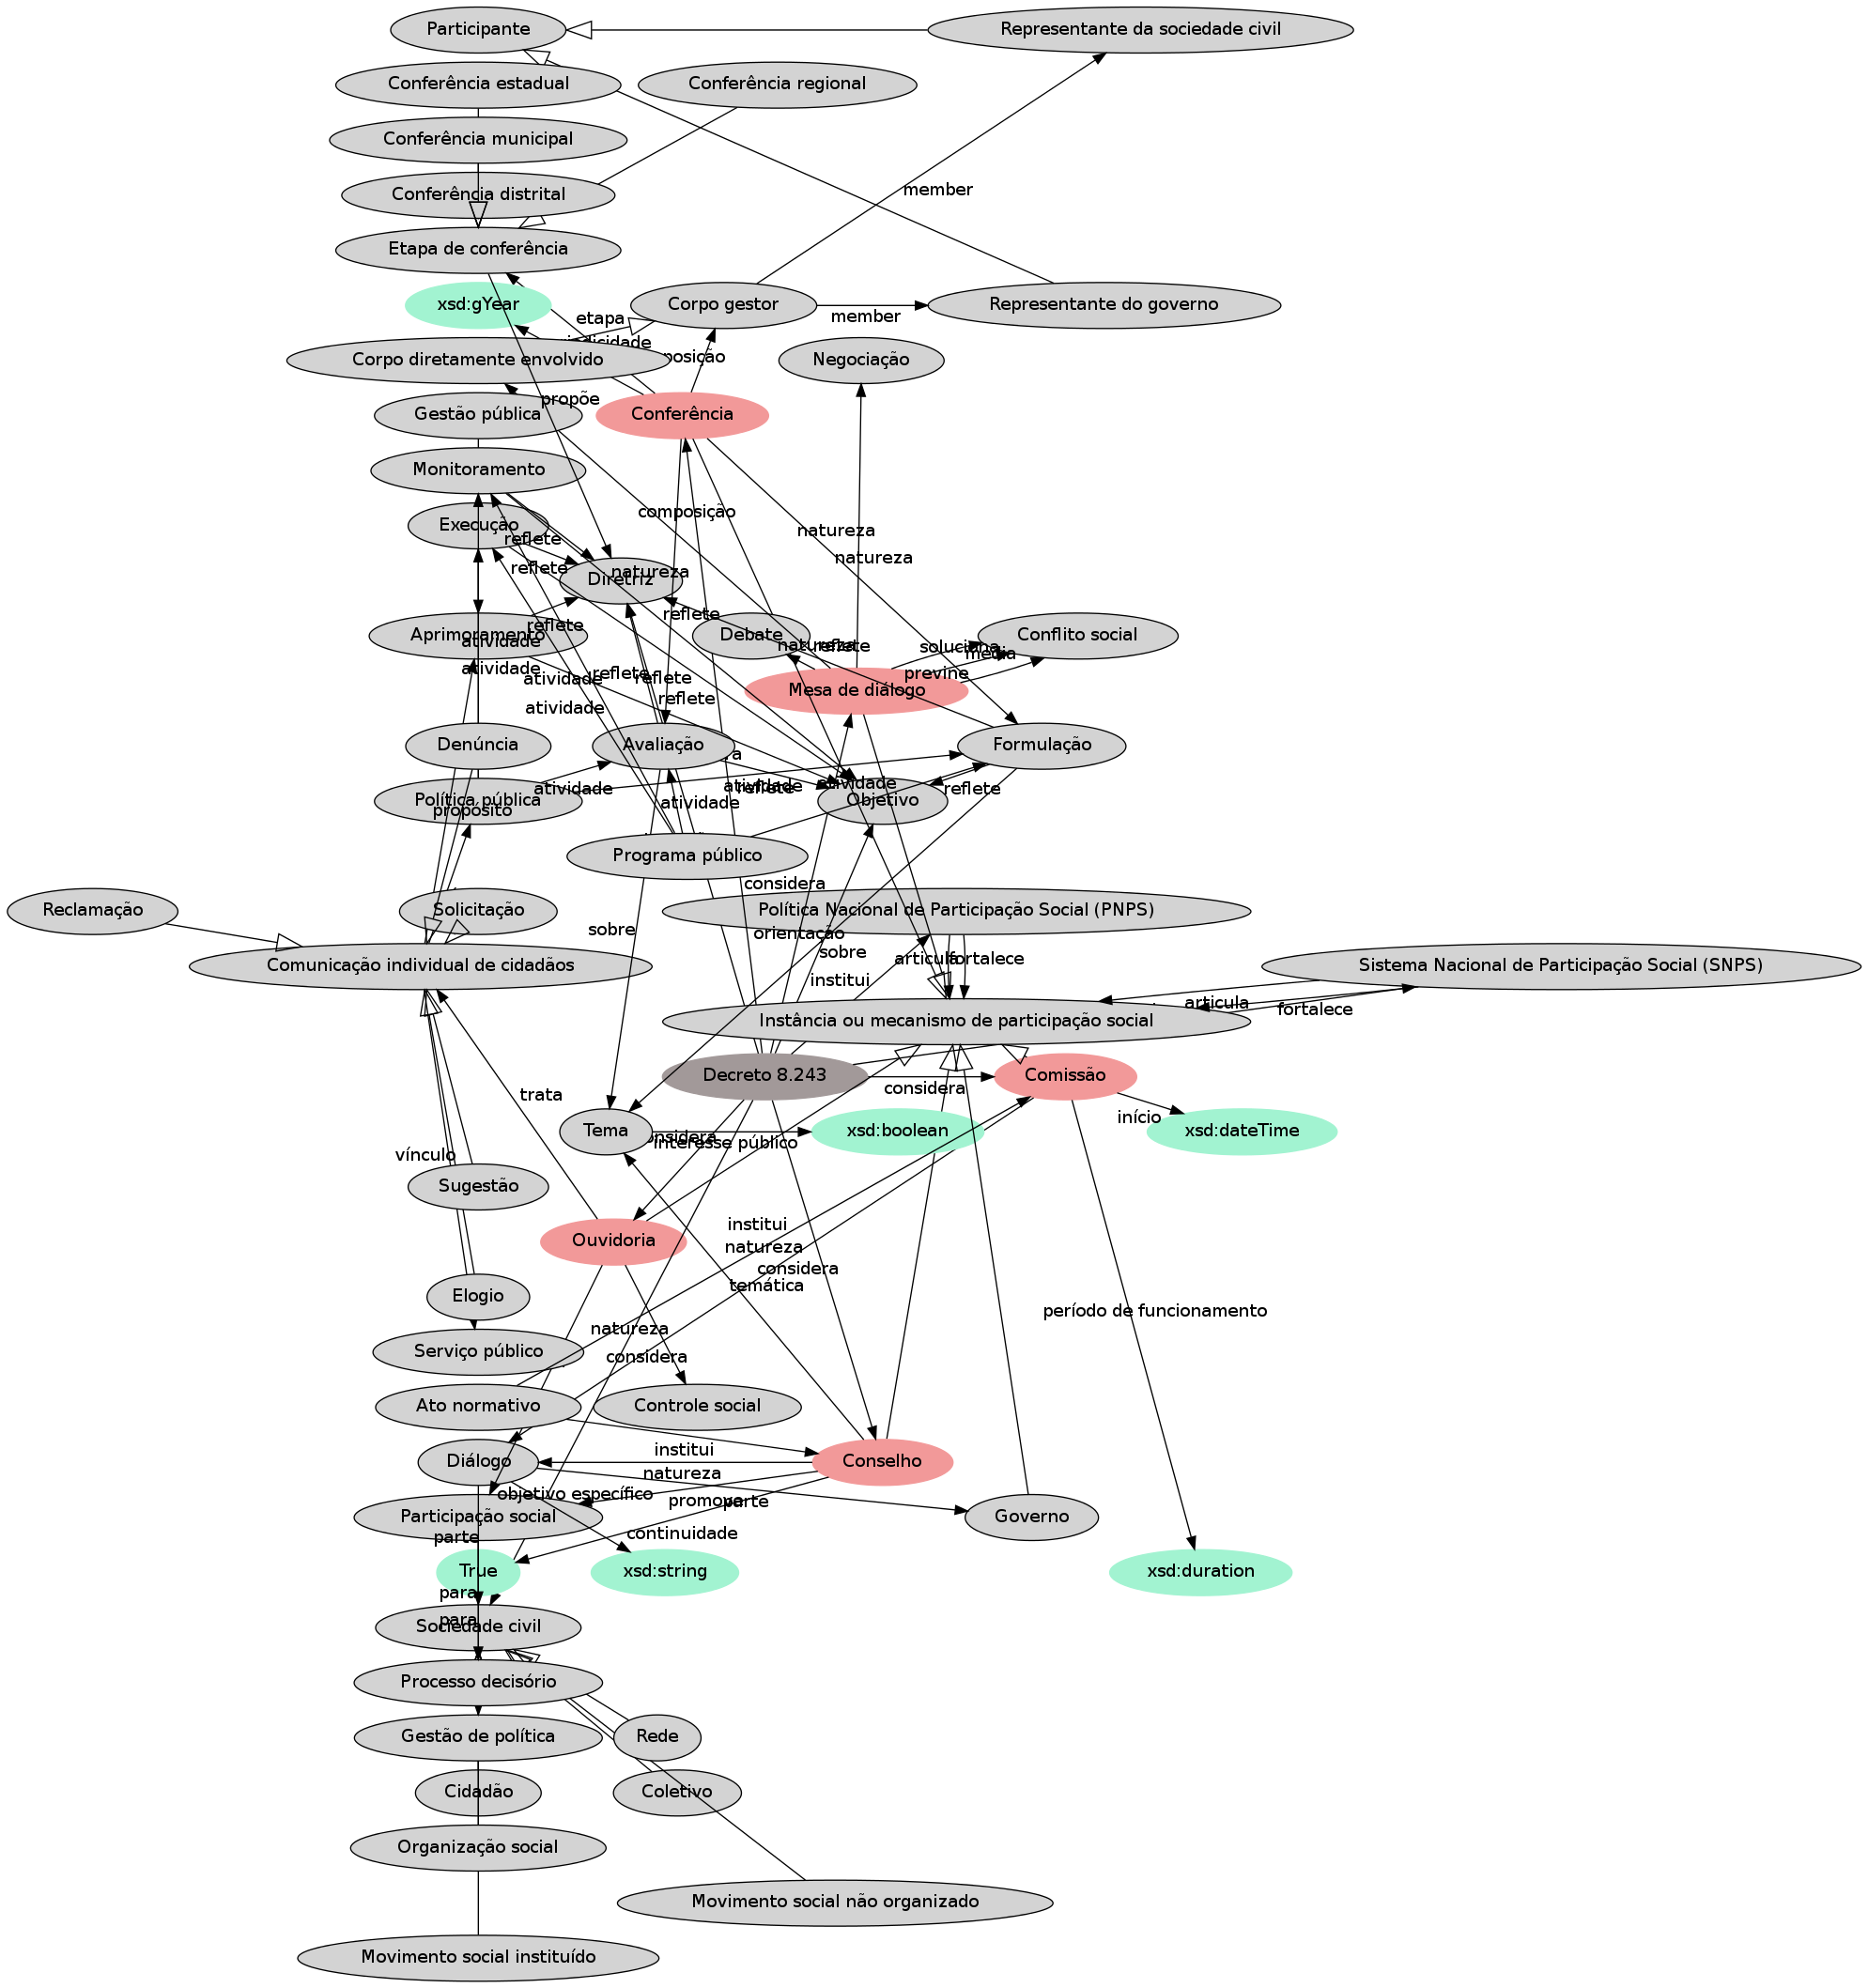 Participante
Representante da sociedade civil
Conferência estadual
Conferência regional
Conferência municipal
member
Conferência distrital
Etapa de conferência
xsd:gYear
Corpo gestor
Representante do governo
etapa
member
Corpo diretamente envolvido
Negociação
propõe
Gestão pública
Conferência
Monitoramento
composição
Execução
natureza
reflete
natureza
reflete
natureza
Diretriz
reflete
reflete
Aprimoramento
Debate
Conflito social
atividade
natureza
reflete
soluciona
media
atividade
atividade
reflete
reflete
previne
Mesa de diálogo
reflete
atividade
Denúncia
Avaliação
Formulação
atividade
atividade
reflete
atividade
reflete
Política pública
atividade
Objetivo
propósito
Programa público
considera
Reclamação
Solicitação
Política Nacional de Participação Social (PNPS)
sobre
orientação
sobre
articula
fortalece
Comunicação individual de cidadãos
Sistema Nacional de Participação Social (SNPS)
institui
articula
fortalece
Instância ou mecanismo de participação social
Decreto 8.243
considera
Comissão
trata
início
Tema
interesse público
xsd:boolean
xsd:dateTime
vínculo
Sugestão
institui
Ouvidoria
natureza
considera
temática
Elogio
período de funcionamento
natureza
Serviço público
considera
Ato normativo
Controle social
institui
Diálogo
natureza
Conselho
objetivo específico
promove
parte
Participação social
Governo
parte
continuidade
True
xsd:string
xsd:duration
para
para
Sociedade civil
Processo decisório
Gestão de política
Rede
Cidadão
Coletivo
Organização social
Movimento social não organizado
Movimento social instituído